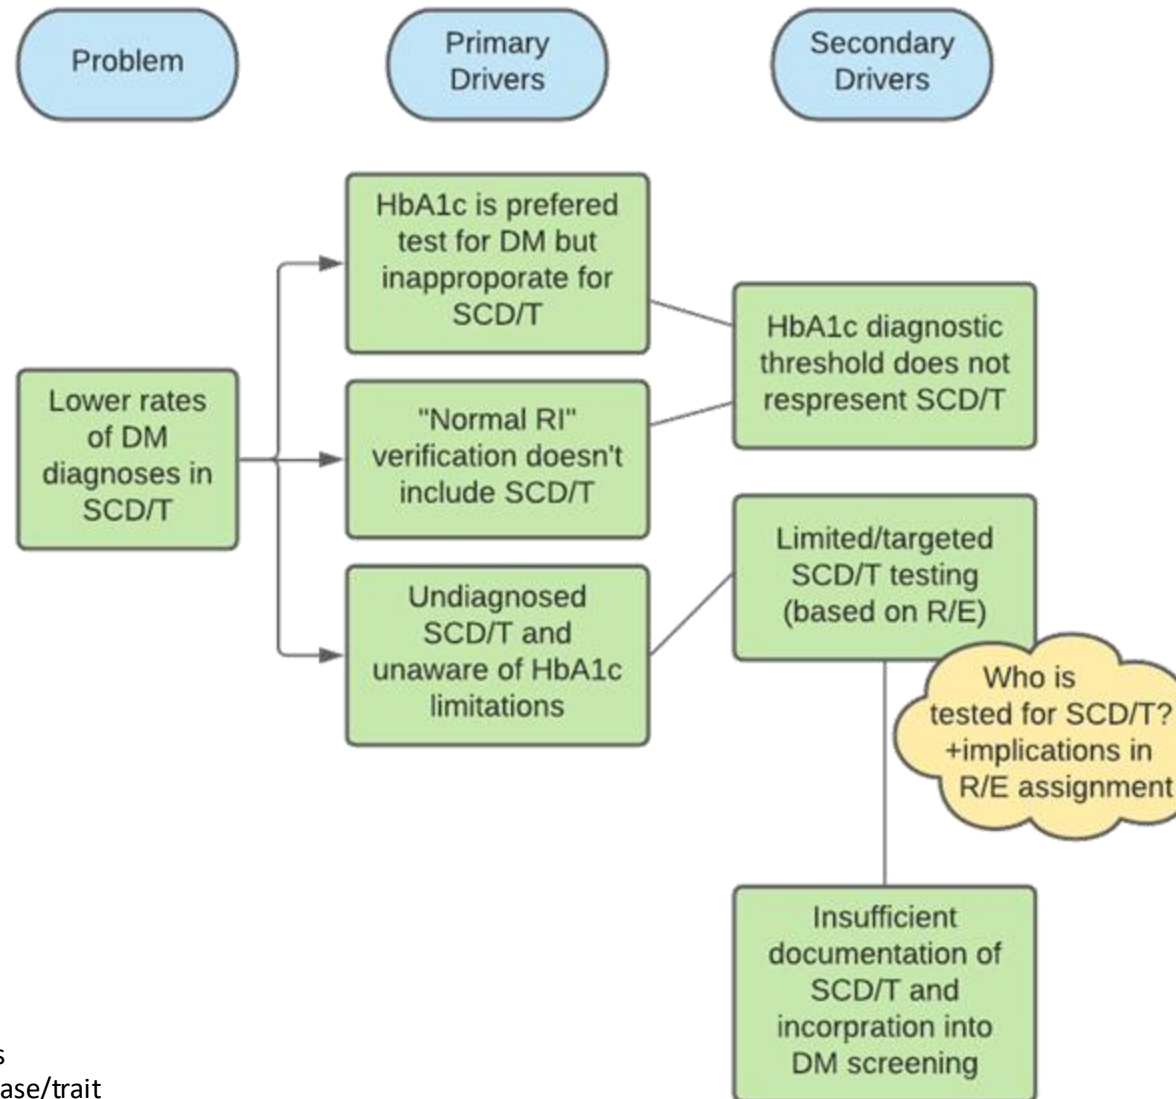 Problem
Primary
Drivers
Secondary
Drivers
HbA1c is prefered
test for DM but
inapproporate for
SCD/T
HbA1c diagnostic
threshold does not
respresent SCD/T
Lower rates
of DM
diagnoses in
SCD/T
"Normal RI"
verification doesn't
include SCD/T
Limited/targeted
SCD/T testing
(based on R/E)
Undiagnosed
SCD/T and
unaware of HbA1c
limitations
Who is
tested for SCD/T?
+implications in
R/E assignment
Insufficient
documentation of
SCD/T and
incorpration into
DM screening
s
ase/trait